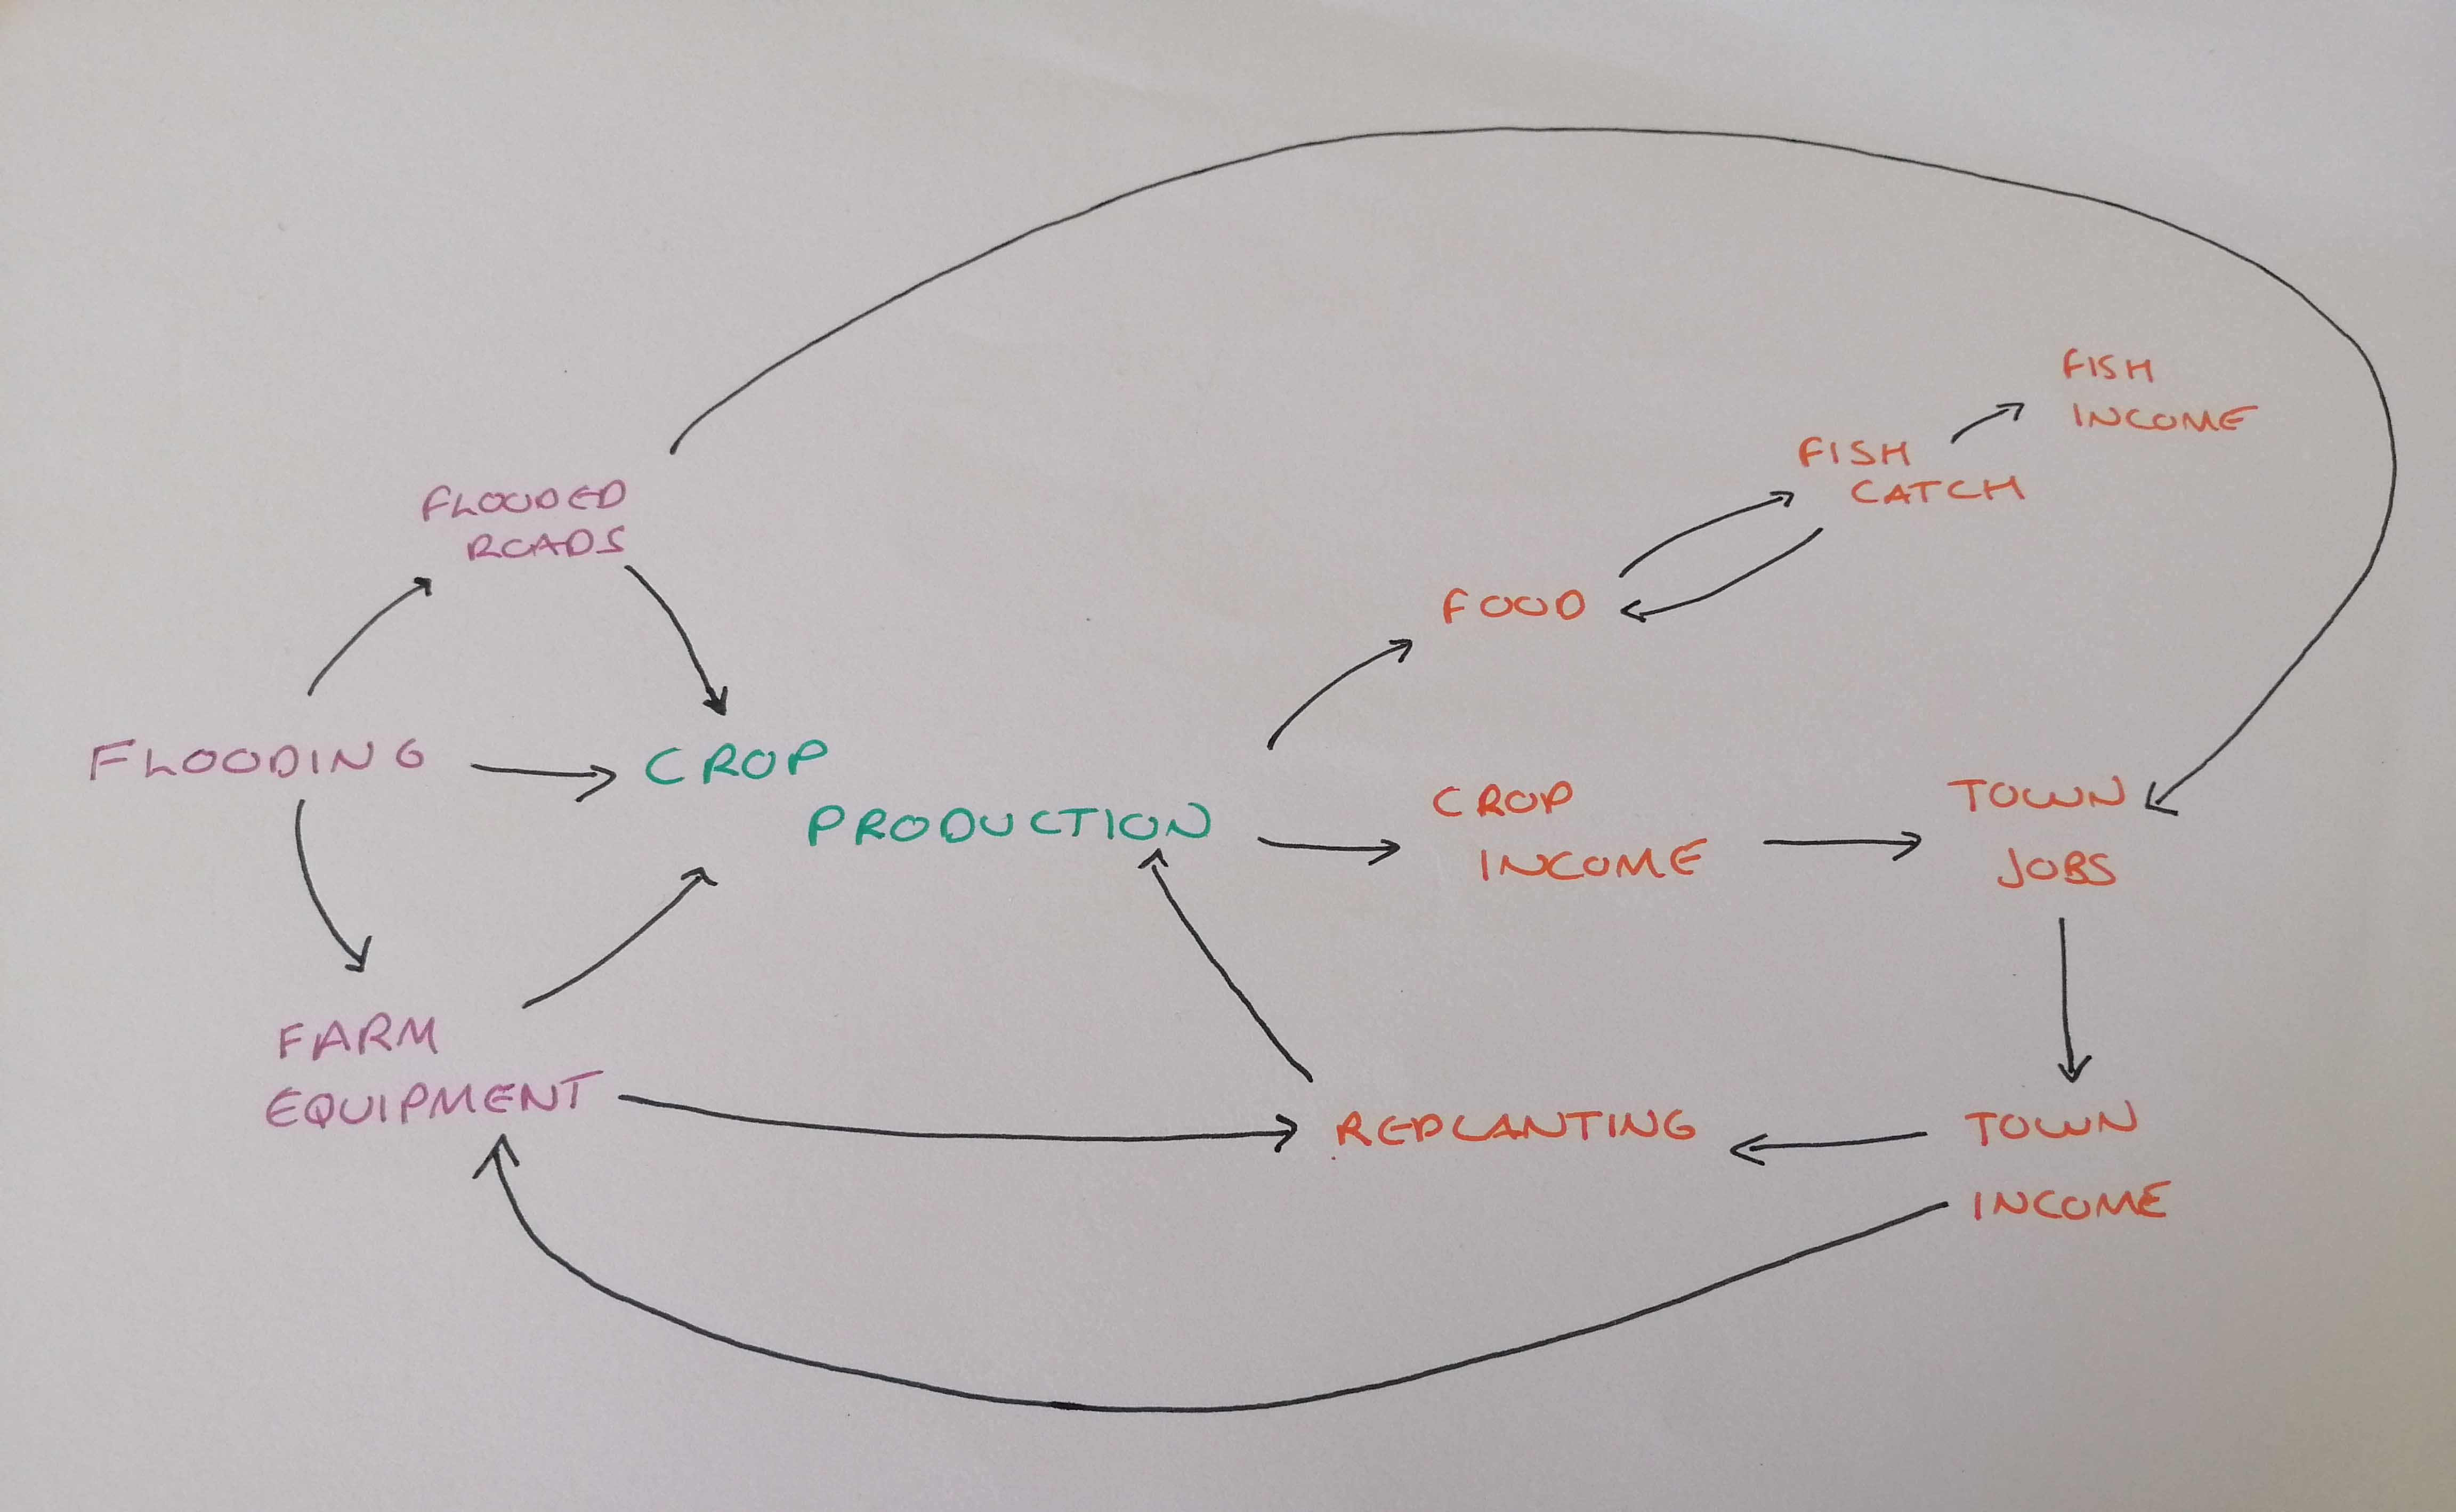 FISH
INCOME
FISH
CATCH
FLOODED
ROADS
FOOD
FLOODING
CROP
PRODUCTION
CROP
INCOME
TOWN
JOBS
FARM
EQUIPMENT
REPLANTING
TOWN
INCOME